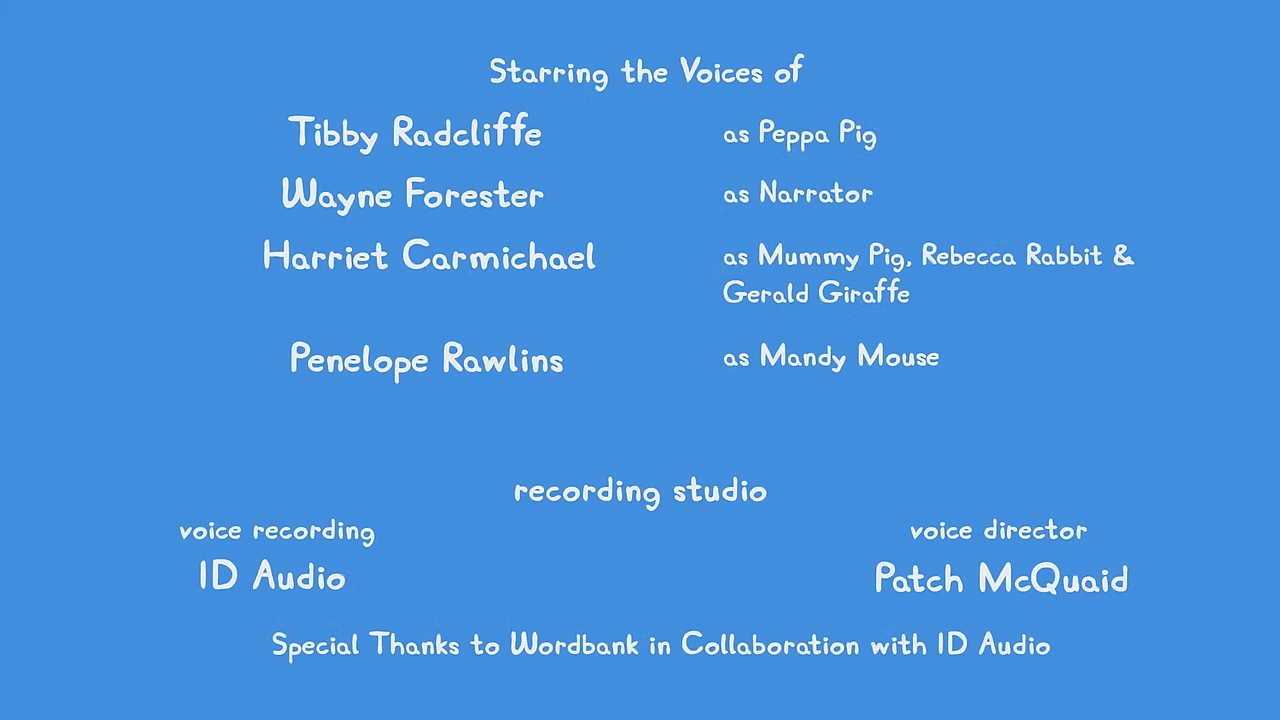 Starring the Voices of
Tibby Radcliffe as Peppa Pig
Wayne Forester as Narrator
Harriet Carmichael as Mummy Pig, Rebecca Rabbit &
Gerald Giraffe
Penelope Rawlins as Mandy Mouse
recording studio
voice recording voice director
ID Audio Patch McQuaid
Special Thanks to Wordbank in Collaboration with ID Audio